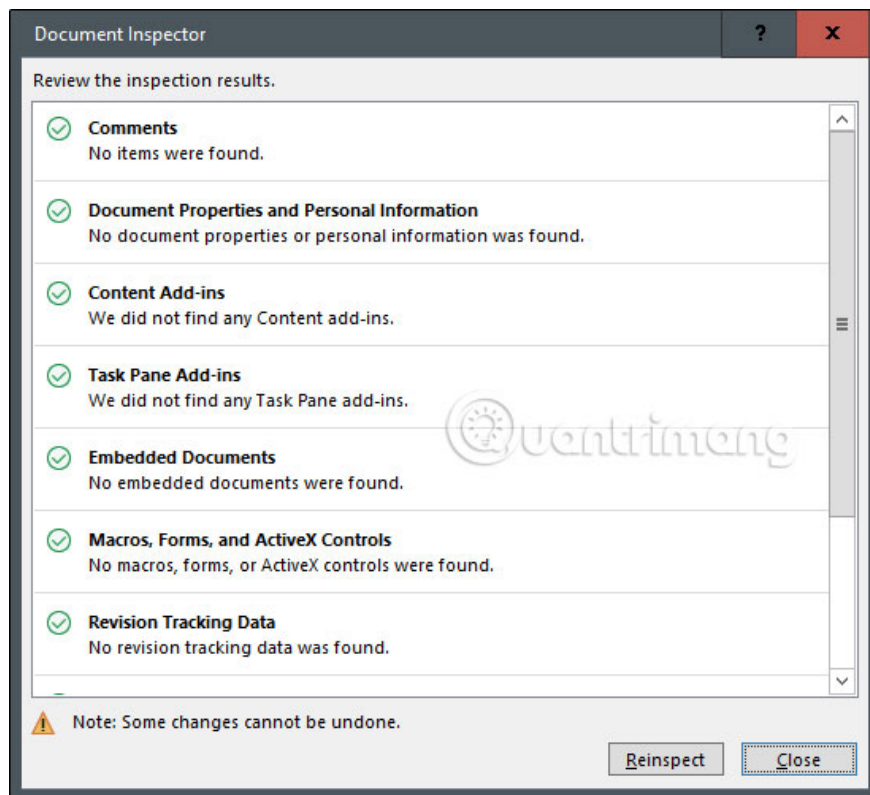 Document Inspector
?
x
Review the inspection results.
Comments
No items were found.
Document Properties and Personal Information
No document properties or personal information was found.
Content Add-ins
We did not find any Content add-ins.
Task Pane Add-ins
We did not find any Task Pane add-ins.
Quantrimang
Embedded Documents
No embedded documents were found.
Macros, Forms, and ActiveX Controls
No macros, forms, or ActiveX controls were found.
Revision Tracking Data
No revision tracking data was found.
Note: Some changes cannot be undone.
Reinspect Close